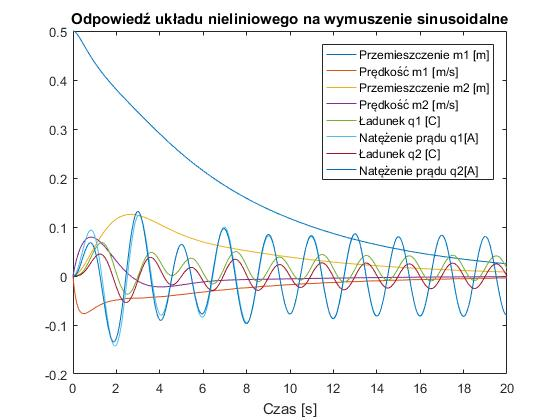 Odpowiedź układu nieliniowego na wymuszenie sinusoidalne
0.5
0.4
0.3
0.2
0.1
0
-0.1
-0.2
Przemieszczenie m1 [m]
Prędkość m1 [m/s]
Przemieszczenie m2 [m]
Prędkość m2 [m/s]
Ładunek q1 [C]
Natężenie prądu q1[A]
Ładunek q2 [C]
Natężenie prądu q2[A]
0 2 4 6 8 10 12 14 16 18 20
Czas [s]